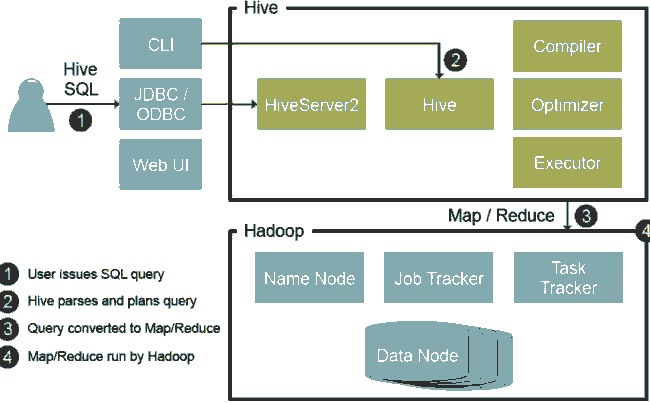 Hive
CLI
2
Compiler
Hive
SQL
1
JDBC /
ODBC
HiveServer2
Hive
Optimizer
Web UI
Executor
Map / Reduce
3
Hadoop
4
Name Node
Job Tracker
Task
Tracker
Data Node
1 User issues SQL query
2 Hive parses and plans query
3 Query converted to Map/Reduce
4 Map/Reduce run by Hadoop